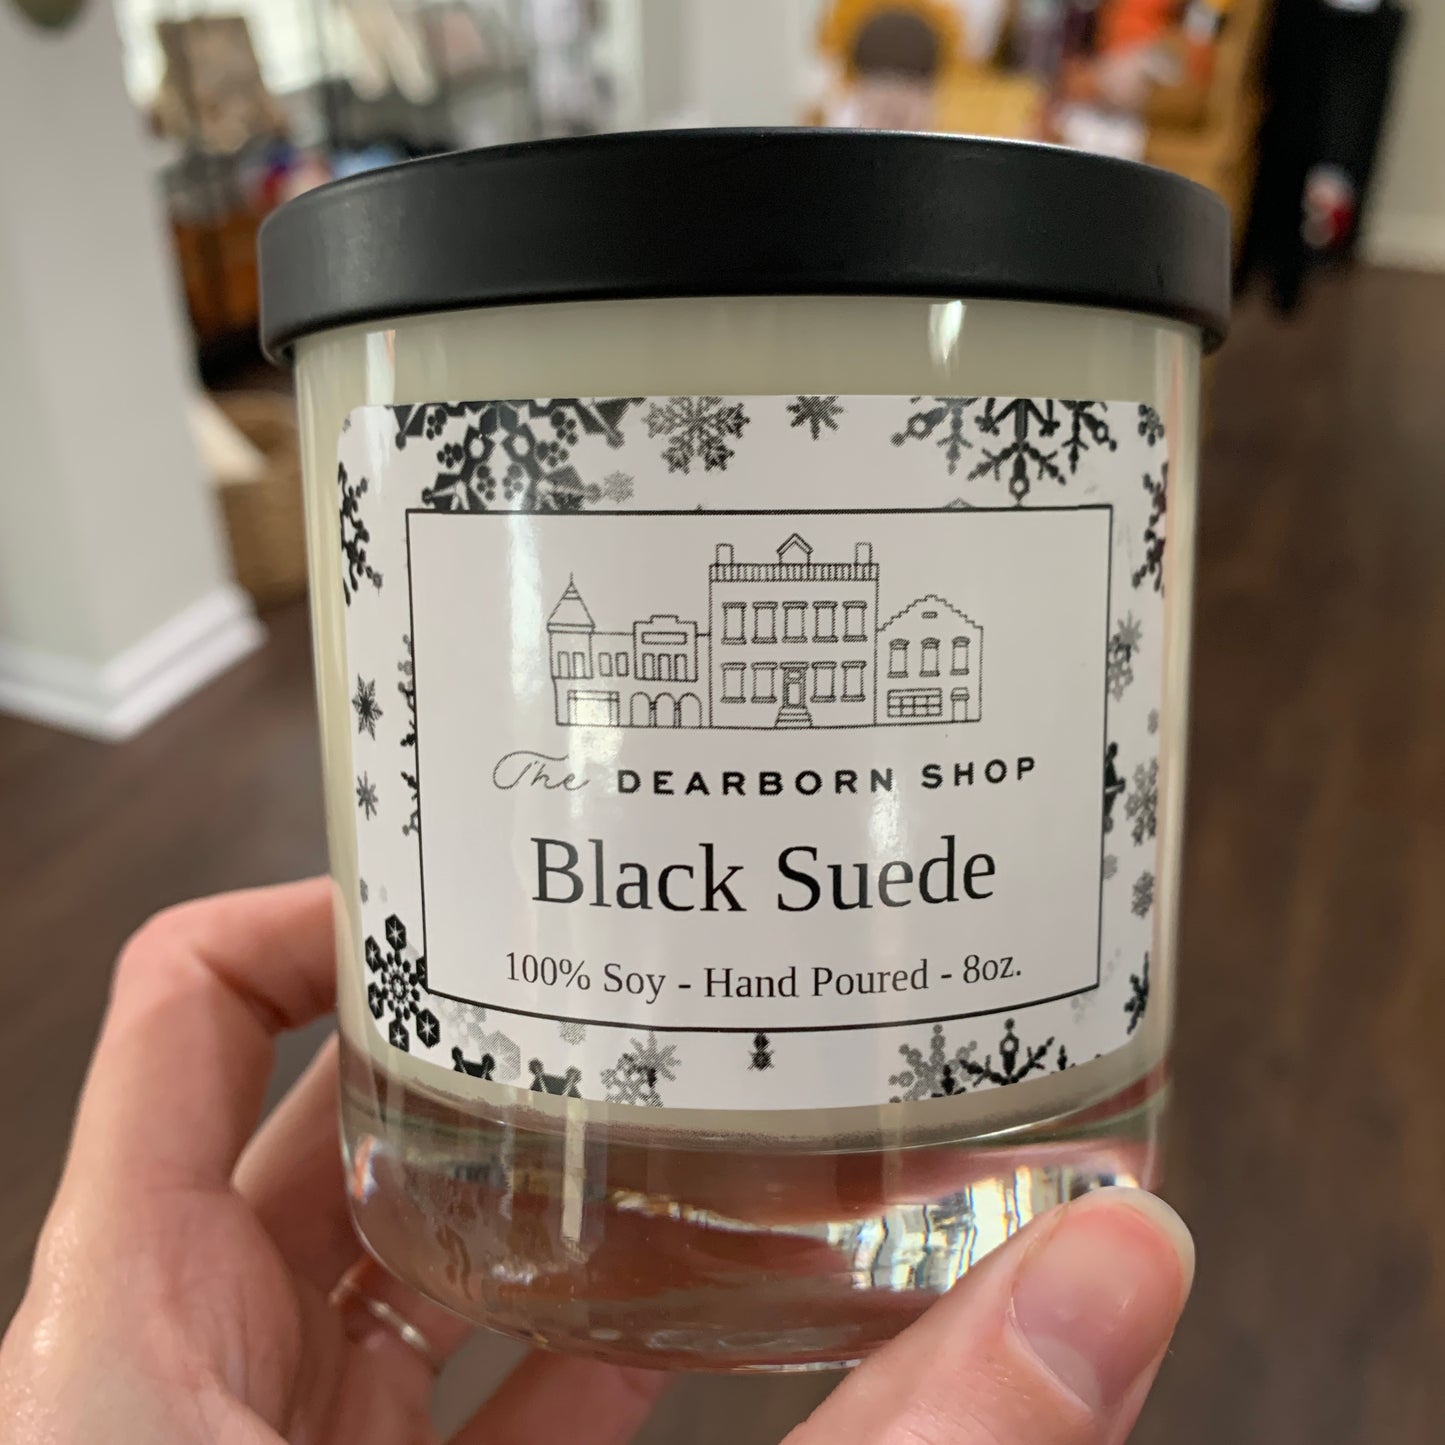 The DEARBORN SHOP
Black Suede
100% Soy - Hand Poured - 8oz.